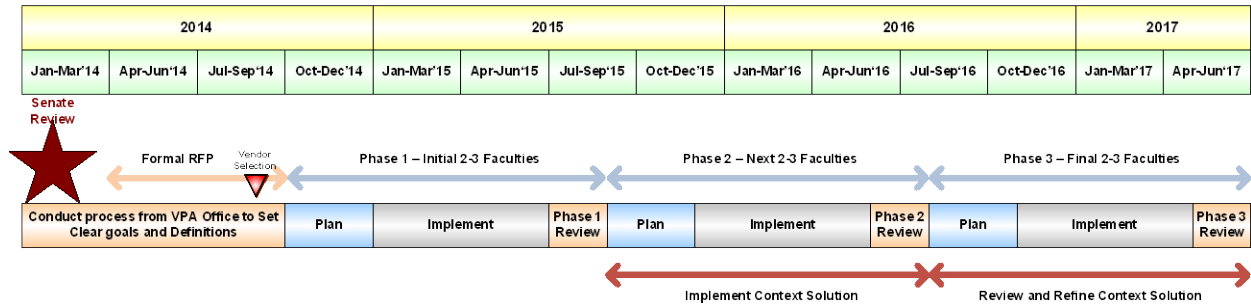 2014 2015 2016 2017
Jan-Mar'14 Apr-Jun'14 Jul-Sep'14 Oct-Dec'14 Jan-Mar'15 Apr-Jun'15 Jul-Sep'15 Oct-Dec'15 Jan-Mar'16 Apr-Jun'16 Jul-Sep'16 Oct-Dec'16 Jan-Mar'17 Apr-Jun'17
Senate
Review
Formal RFP
Vendor
Selection
Phase 1 – Initial 2-3 Faculties
Phase 2 – Next 2-3 Faculties
Phase 3 – Final 2-3 Faculties
Conduct process from VPA Office to Set
Clear goals and Definitions
Plan
Implement
Phase 1
Review
Plan
Implement
Phase 2
Review
Plan
Implement
Phase 3
Review
Implement Context Solution
Review and Refine Context Solution